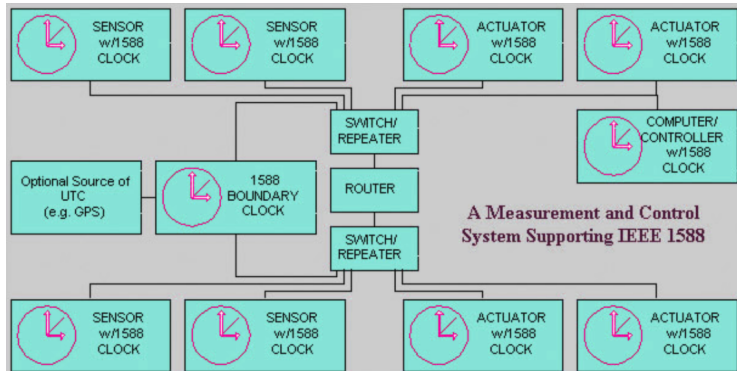 SENSOR
w/1588
CLOCK
SENSOR
w/1588
CLOCK
ACTUATOR
w/1588
CLOCK
ACTUATOR
w/1588
CLOCK
SWITCH/
REPEATER
COMPUTER/
CONTROLLER
w/1588
CLOCK
Optional Source of
UTC
(e.g. GPS)
1588
BOUNDARY
CLOCK
ROUTER
A Measurement and Control
System Supporting IEEE 1588
SWITCH/
REPEATER
SENSOR
w/1588
CLOCK
SENSOR
w/1588
CLOCK
ACTUATOR
w/1588
CLOCK
ACTUATOR
w/1588
CLOCK